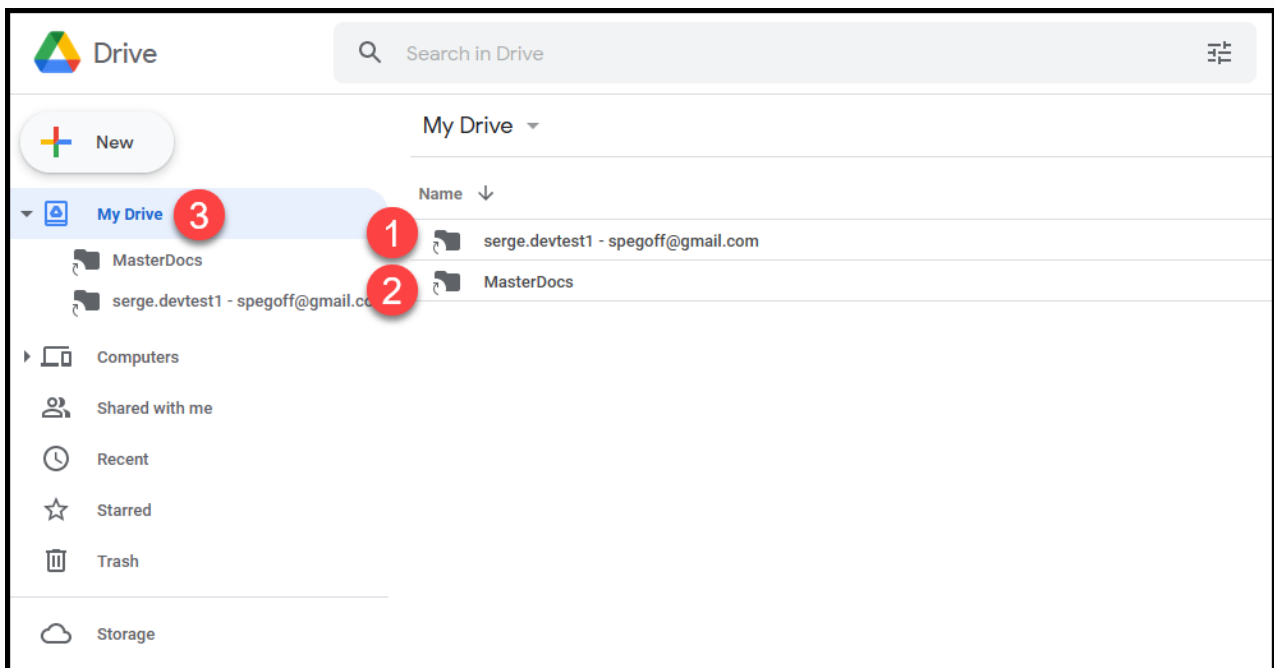 Drive
Search in Drive
New
My Drive
Name
My Drive
3
1
serge.devtest1 - spegoff@gmail.com
MasterDocs
2
MasterDocs
serge.devtest1 - spegoff@gmail.c
Computers
Shared with me
Recent
Starred
Trash
Storage